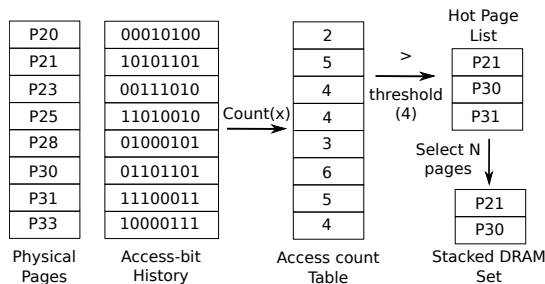 P20
P21
P23
P25
P28
P30
P31
P33
Physical
Pages
00010100
10101101
00111010
11010010
01000101
01101101
11100011
10000111
Access-bit
History
Count(x)
2
5
4
4
3
6
5
4
Access count
Table
>
threshold
(4)
Hot Page
List
P21
P30
P31
Select N
pages
P21
P30
Stacked DRAM
Set